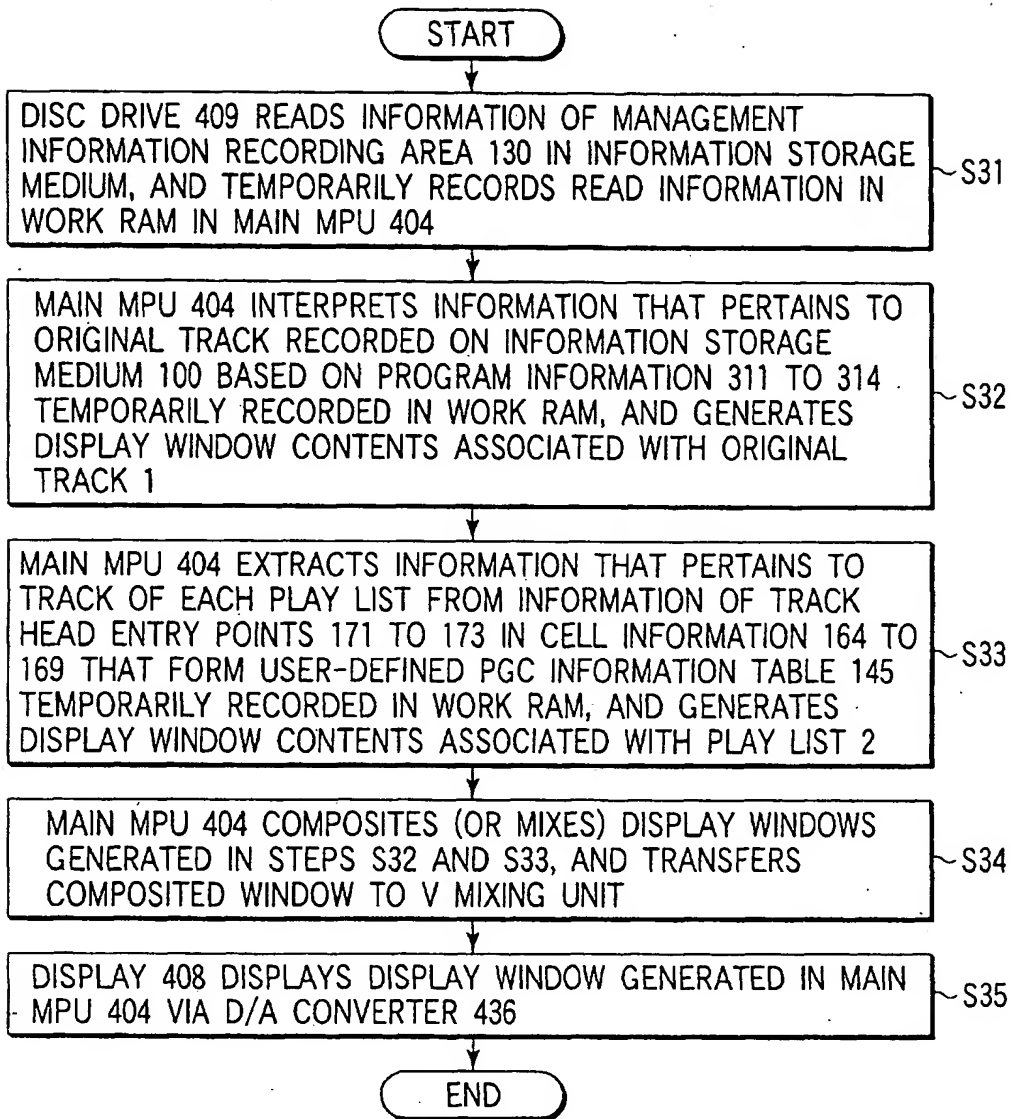 START
DISC DRIVE 409 READS INFORMATION OF MANAGEMENT
INFORMATION RECORDING AREA 130 IN INFORMATION STORAGE
MEDIUM, AND TEMPORARILY RECORDS READ INFORMATION IN
WORK RAM IN MAIN MPU 404
S31
MAIN MPU 404 INTERPRETS INFORMATION THAT PERTAINS TO
ORIGINAL TRACK RECORDED ON INFORMATION STORAGE
MEDIUM 100 BASED ON PROGRAM INFORMATION 311 TO 314
TEMPORARILY RECORDED IN WORK RAM, AND GENERATES
DISPLAY WINDOW CONTENTS ASSOCIATED WITH ORIGINAL
TRACK 1
S32
MAIN MPU 404 EXTRACTS INFORMATION THAT PERTAINS TO
TRACK OF EACH PLAY LIST FROM INFORMATION OF TRACK
HEAD ENTRY POINTS 171 TO 173 IN CELL INFORMATION 164 TO
169 THAT FORM USER-DEFINED PGC INFORMATION TABLE 145
TEMPORARILY RECORDED IN WORK RAM, AND GENERATES
DISPLAY WINDOW CONTENTS ASSOCIATED WITH PLAY LIST 2
S33
MAIN MPU 404 COMPOSITES (OR MIXES) DISPLAY WINDOWS
GENERATED IN STEPS S32 AND S33, AND TRANSFERS
COMPOSITED WINDOW TO V MIXING UNIT
S34
DISPLAY 408 DISPLAYS DISPLAY WINDOW GENERATED IN MAIN
MPU 404 VIA D/A CONVERTER 436
S35
END